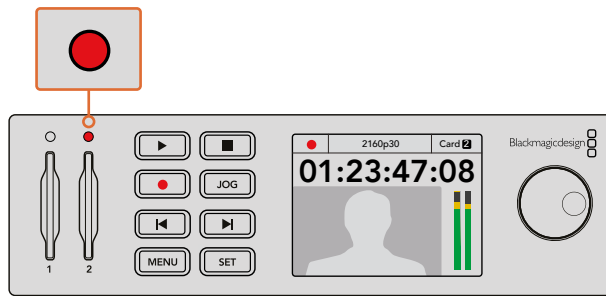 2160p30 Card 2
01:23:47:08
Blackmagicdesign
JOG
MENU SET
1 2